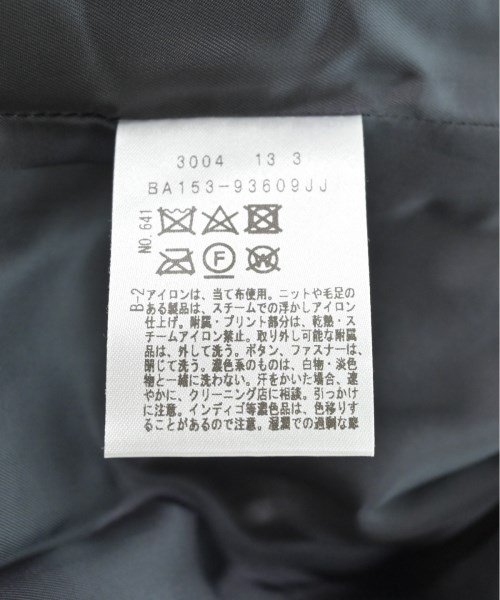 3004 13 3
BA153-93609JJ
NO.641
F
W
B-2
アイロンは、当て布使用。ニットや毛足の
ある製品は、スチームでの浮かしアイロン
仕上げ。附属・プリント部分は、乾熱・ス
チームアイロン禁止。取り外し可能な附属
品は、外して洗う。ボタン、ファスナーは、
閉じて洗う。濃色系のものは、白物・淡色
物と一緒に洗わない。汗をかいた場合、速
やかに、クリーニング店に相談。引っかけ
に注意。インディゴ等濃色品は、色移りす
ることがあるので注意。湿潤での過剰な摩